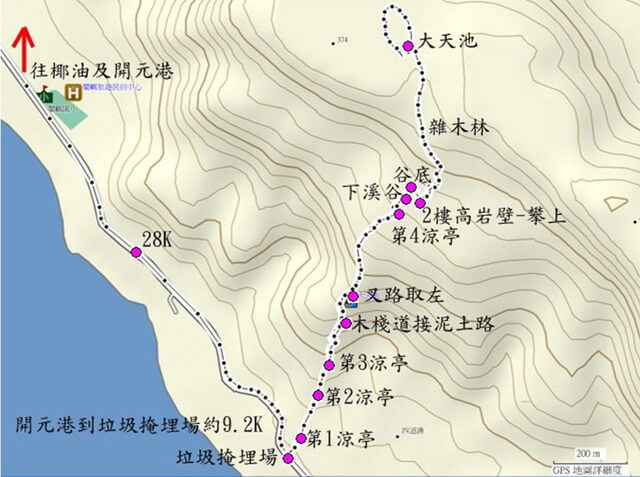 大天池
374
往椰油及開元港
H
小
雜木林
谷底
下溪谷
2樓高岩壁-攀上
第4涼亭
28K
叉路取左
木棧道接泥土路
第3涼亭
第2涼亭
開元港到垃圾掩埋場約9.2K
第1涼亭
垃圾掩埋場
200 m
GPS 地圖詳細度